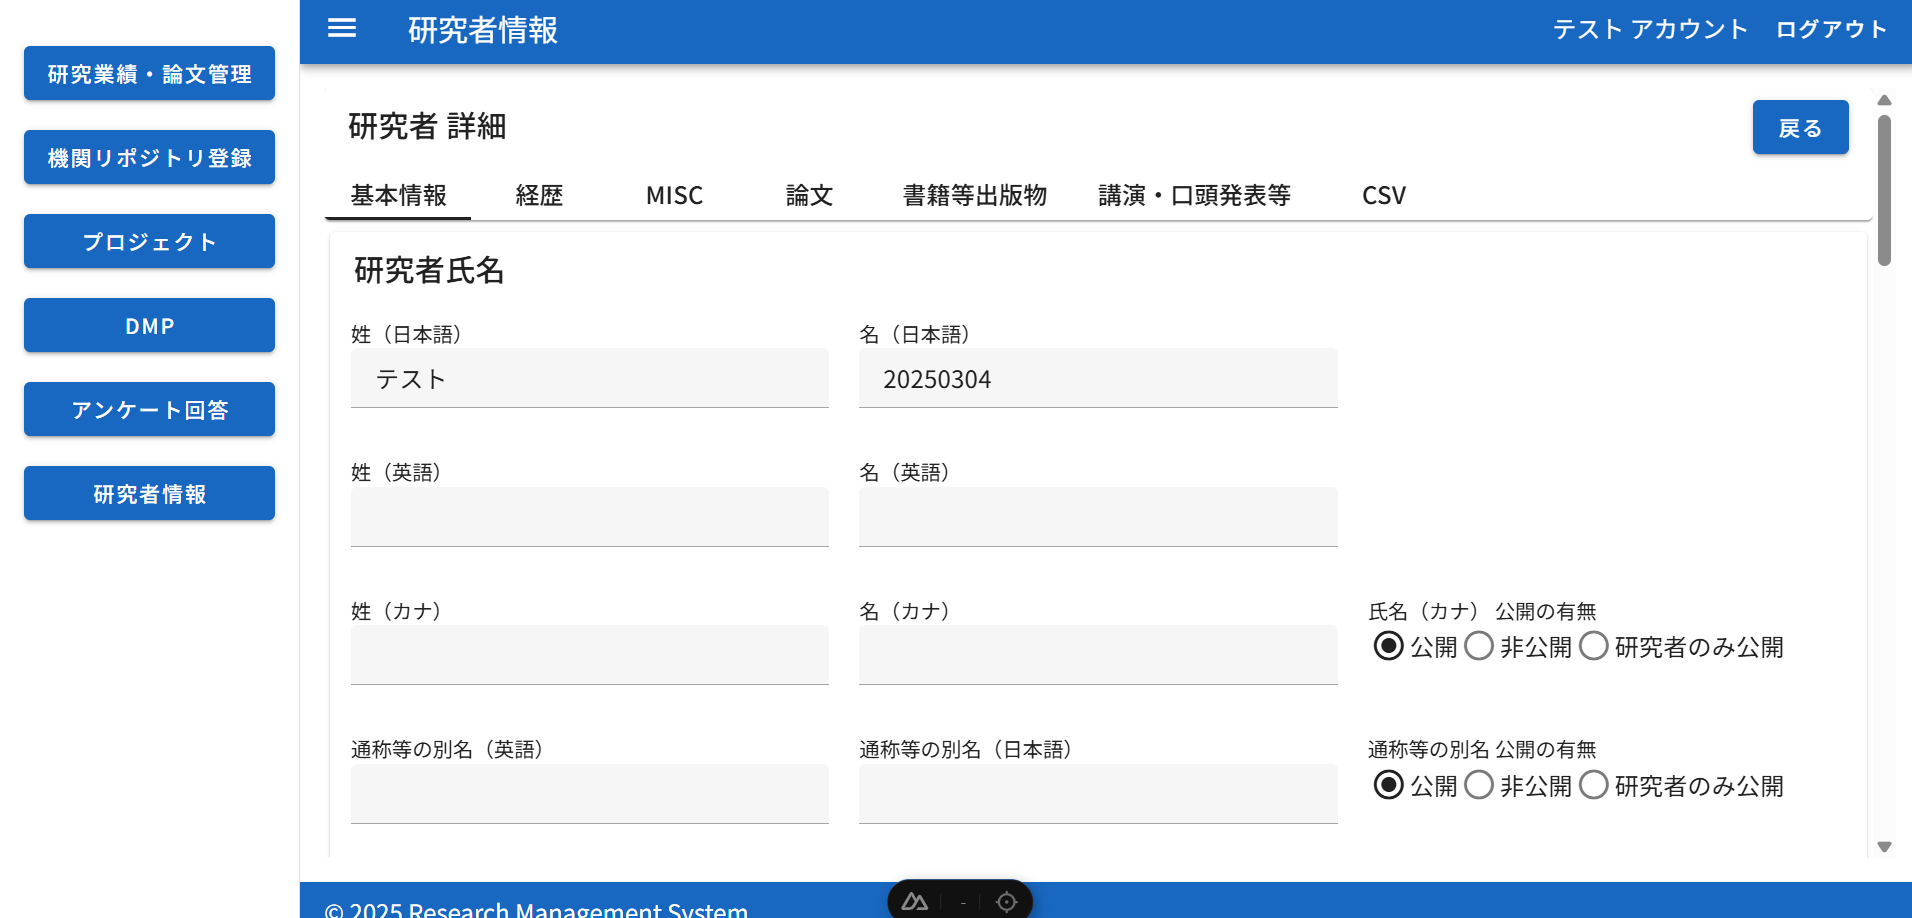 研究者情報
テスト アカウント ログアウト
研究業績・論文管理
機関リポジトリ登録
プロジェクト
DMP
アンケート回答
研究者情報
研究者 詳細
戻る
基本情報 経歴 MISC 論文 書籍等出版物 講演・口頭発表等 CSV
研究者氏名
姓（日本語） 名（日本語）
テスト 20250304
姓（英語） 名（英語）
姓（カナ） 名（カナ） 氏名（カナ） 公開の有無
公開 非公開 研究者のみ公開
通称等の別名（英語） 通称等の別名（日本語） 通称等の別名 公開の有無
公開 非公開 研究者のみ公開
© 2025 Research Management System
-